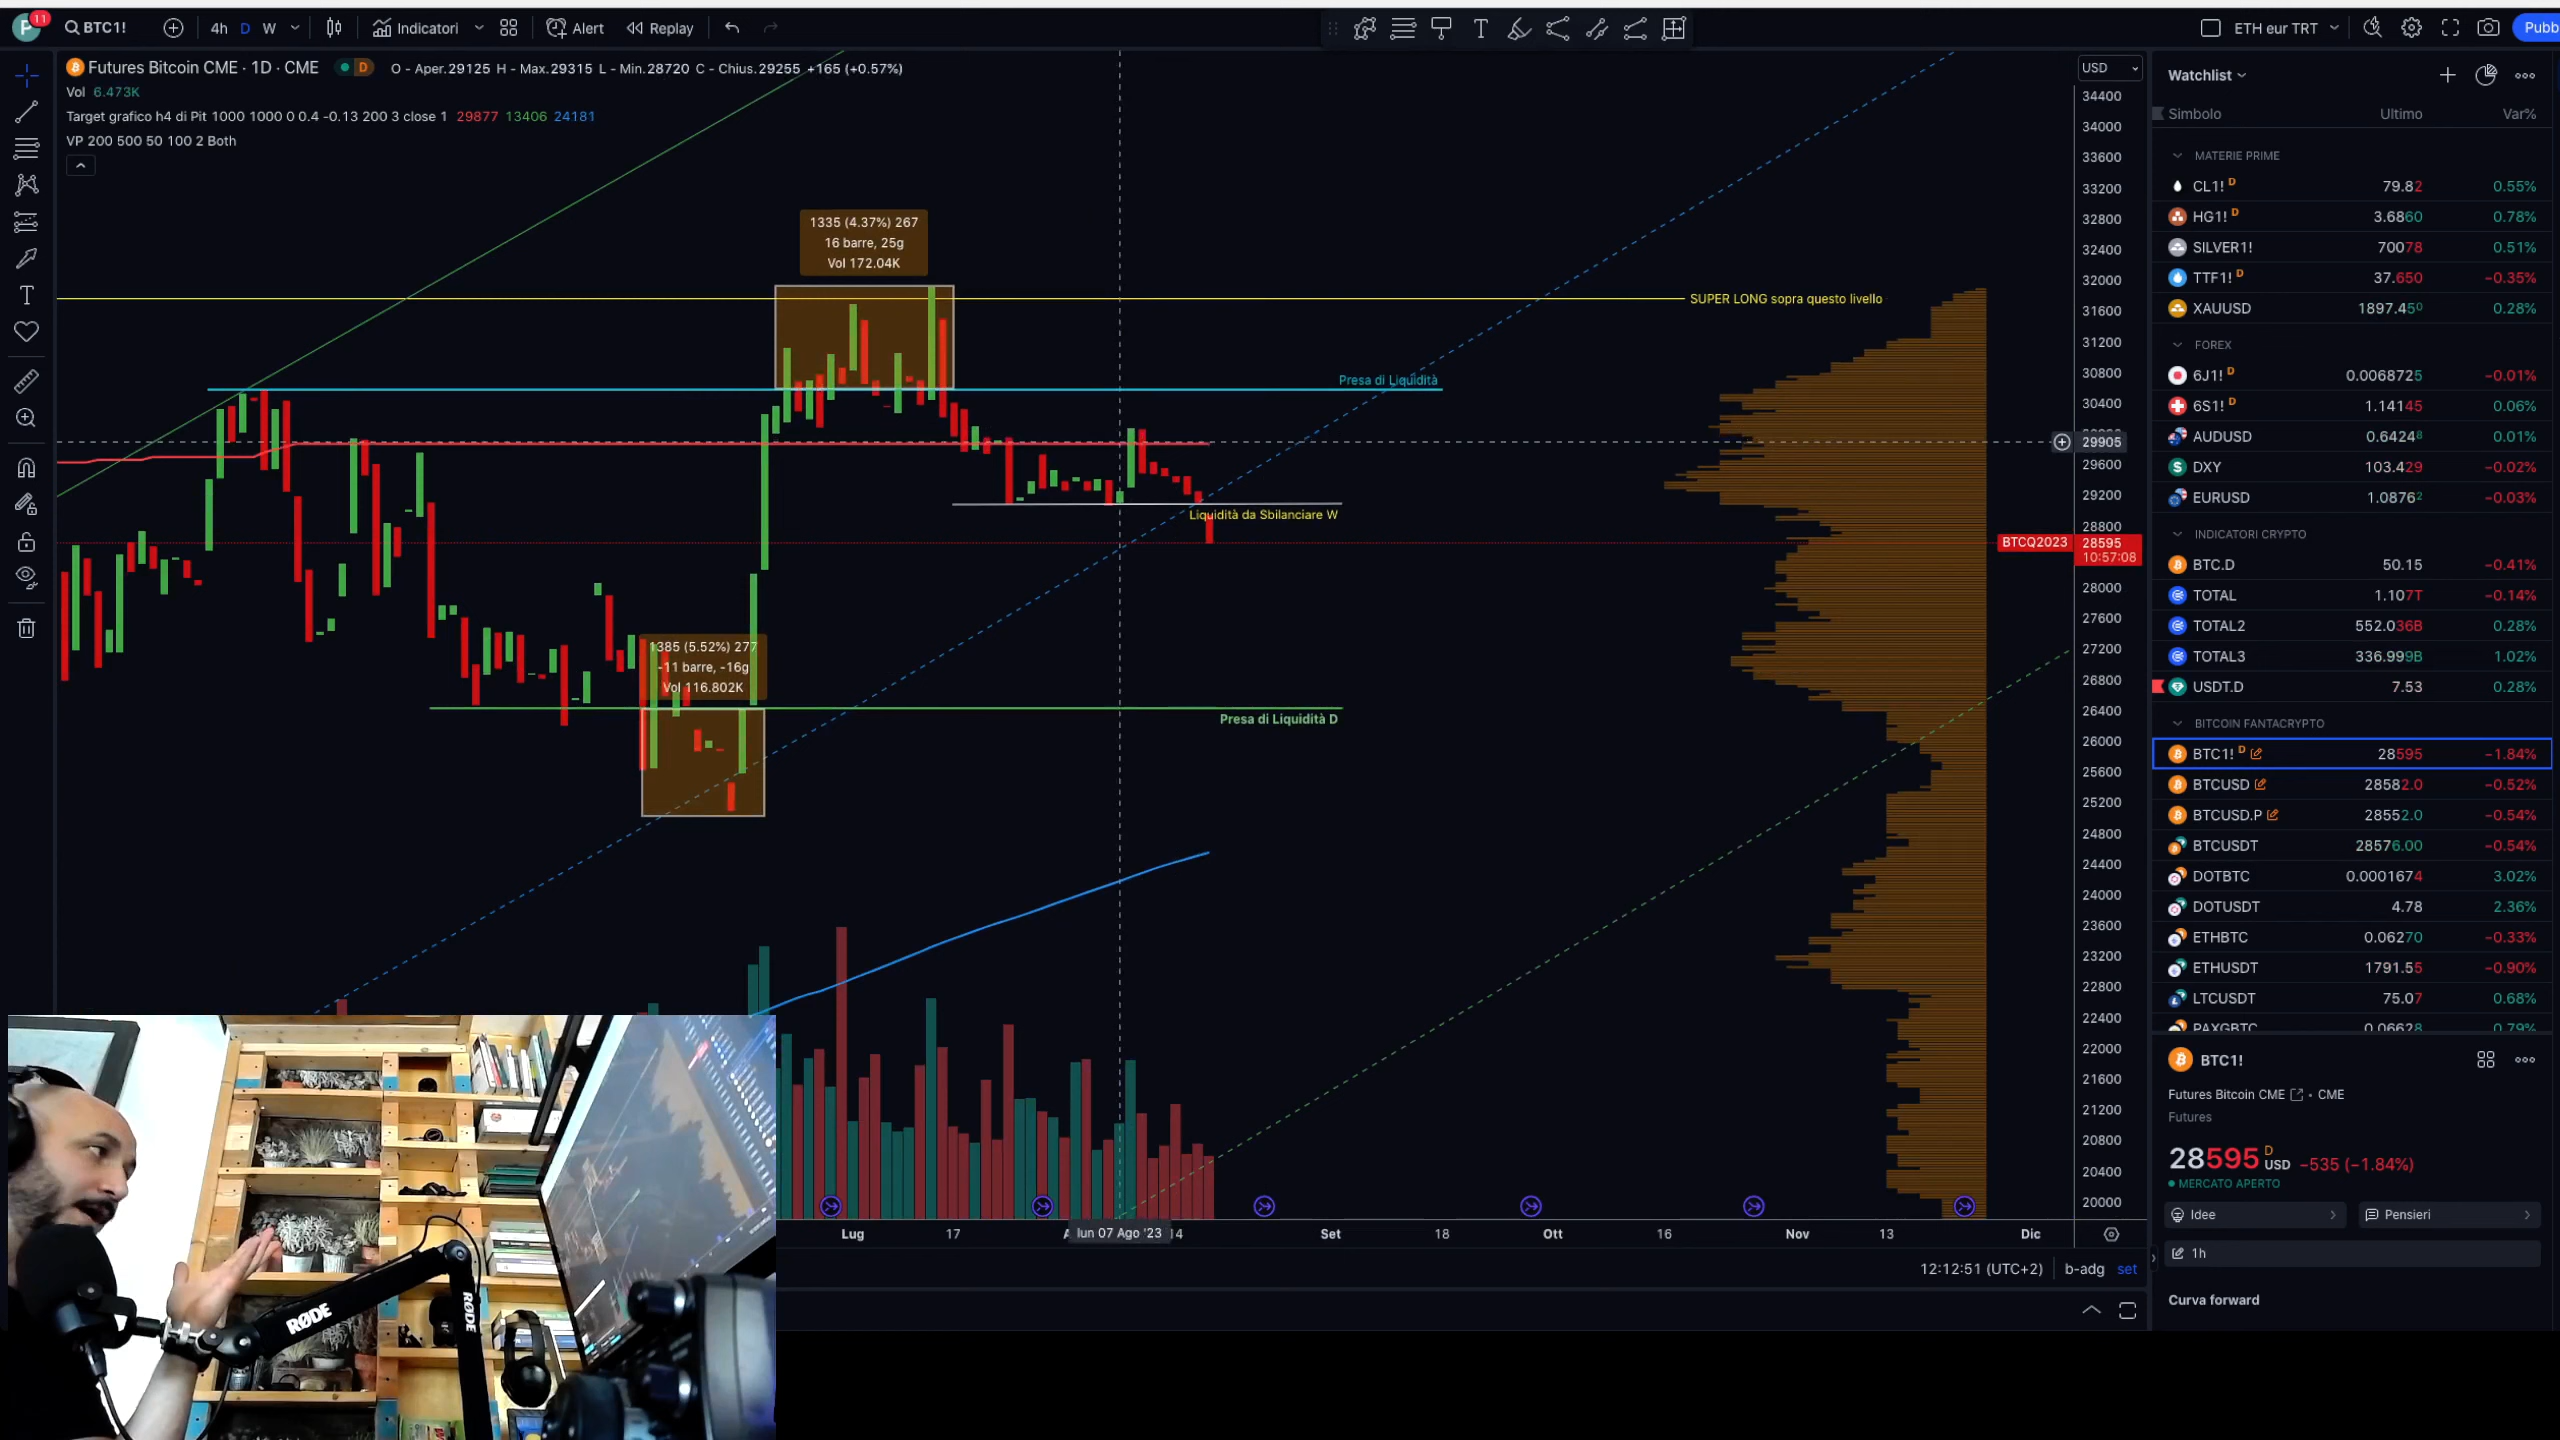 P 11 BTC1! 4h D W Indicatori Alert Replay T ETH eur TRT Pubb
Futures Bitcoin CME · 1D · CME D O - Aper.29125 H - Max.29315 L - Min.28720 C - Chius.29255 +165 (+0.57%)
Vol 6.473K
Target grafico h4 di Pit 1000 1000 0 0.4 -0.13 200 3 close 1 29877 13406 24181
VP 200 500 50 100 2 Both
1335 (4.37%) 267
16 barre, 25g
Vol 172.04K
SUPER LONG sopra questo livello
Presa di Liquidità
Liquidità da Sbilanciare W
1385 (5.52%) 277
-11 barre, -16g
Vol 116.802K
Presa di Liquidità D
USD
34400
34000
33600
33200
32800
32400
32000
31600
31200
30800
30400
29905
29600
29200
28800
BTCQ2023 28595
10:57:08
28000
27600
27200
26800
26400
26000
25600
25200
24800
24400
24000
23600
23200
22800
22400
22000
21600
21200
20800
20400
20000
Lug 17 A lun 07 Ago '23 14 Set 18 Ott 16 Nov 13 Dic
12:12:51 (UTC+2) b-adg set
RØDE
RØDE
Watchlist
Simbolo Ultimo Var%
MATERIE PRIME
CL1! D 79.82 0.55%
HG1! D 3.6860 0.78%
SILVER1! 70078 0.51%
TTF1! D 37.650 −0.35%
XAUUSD 1897.450 0.28%
FOREX
6J1! D 0.0068725 −0.01%
6S1! D 1.14145 0.06%
AUDUSD 0.64248 0.01%
DXY 103.429 −0.02%
EURUSD 1.08762 −0.03%
INDICATORI CRYPTO
BTC.D 50.15 −0.41%
TOTAL 1.107T −0.14%
TOTAL2 552.036B 0.28%
TOTAL3 336.999B 1.02%
USDT.D 7.53 0.28%
BITCOIN FANTACRYPTO
BTC1! D 28595 −1.84%
BTCUSD 28582.0 −0.52%
BTCUSD.P 28552.0 −0.54%
BTCUSDT 28576.00 −0.54%
DOTBTC 0.0001674 3.02%
DOTUSDT 4.78 2.36%
ETHBTC 0.06270 −0.33%
ETHUSDT 1791.55 −0.90%
LTCUSDT 75.07 0.68%
PAXGBTC 0.06628 0.79%
BTC1!
Futures Bitcoin CME • CME
Futures
28595 D USD −535 (−1.84%)
MERCATO APERTO
Idee Pensieri
1h
Curva forward